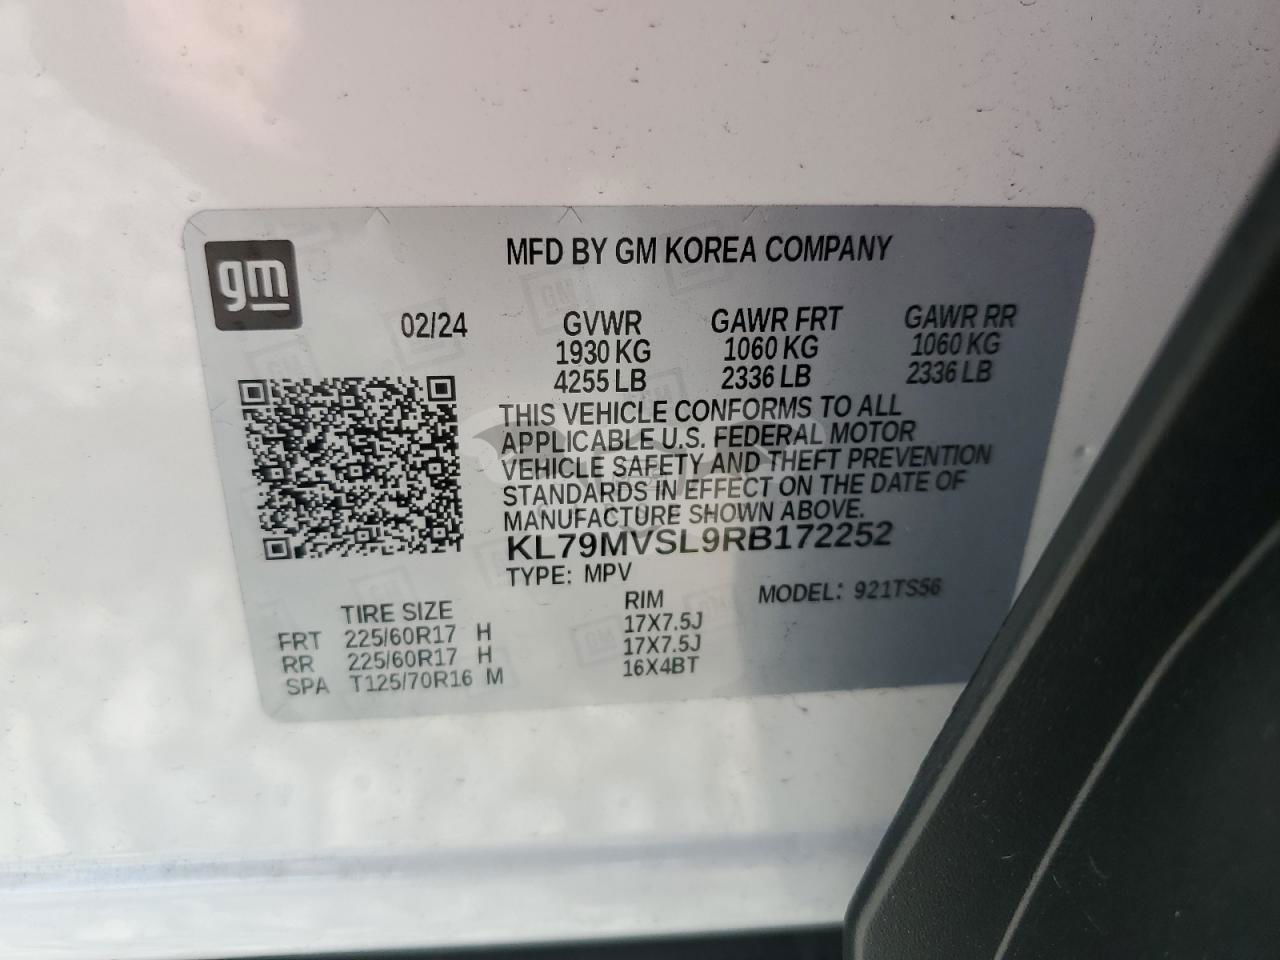 gm
MFD BY GM KOREA COMPANY
02/24
GVWR GAWR FRT GAWR RR
1930 KG 1060 KG 1060 KG
4255 LB 2336 LB 2336 LB
THIS VEHICLE CONFORMS TO ALL
APPLICABLE U.S. FEDERAL MOTOR
VEHICLE SAFETY AND THEFT PREVENTION
STANDARDS IN EFFECT ON THE DATE OF
MANUFACTURE SHOWN ABOVE.
KL79MVSL9RB172252
TYPE: MPV
MODEL: 921TS56
TIRE SIZE RIM
FRT 225/60R17 H 17X7.5J
RR 225/60R17 H 17X7.5J
SPA T125/70R16 M 16X4BT